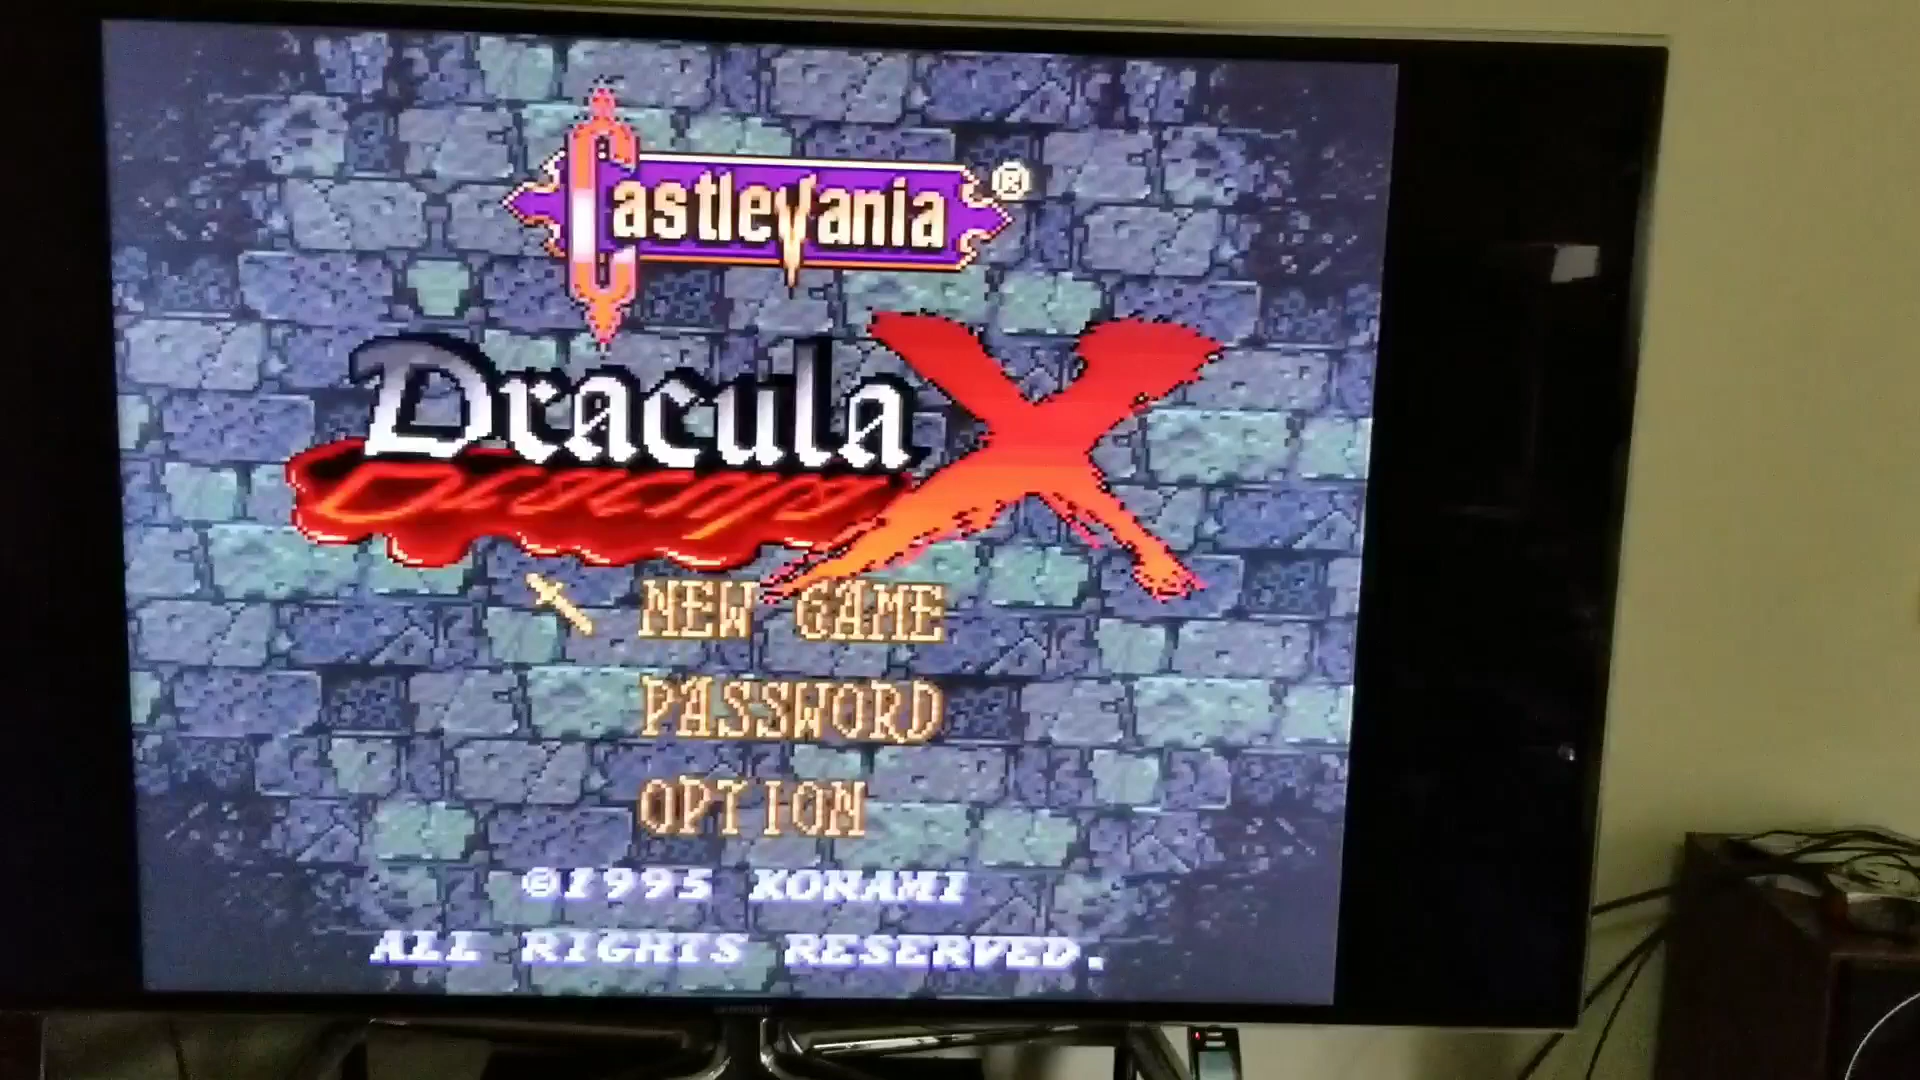 Castlevania®
Dracula X
NEW GAME
PASSWORD
OPTION
©1995 KONAMI
ALL RIGHTS RESERVED.